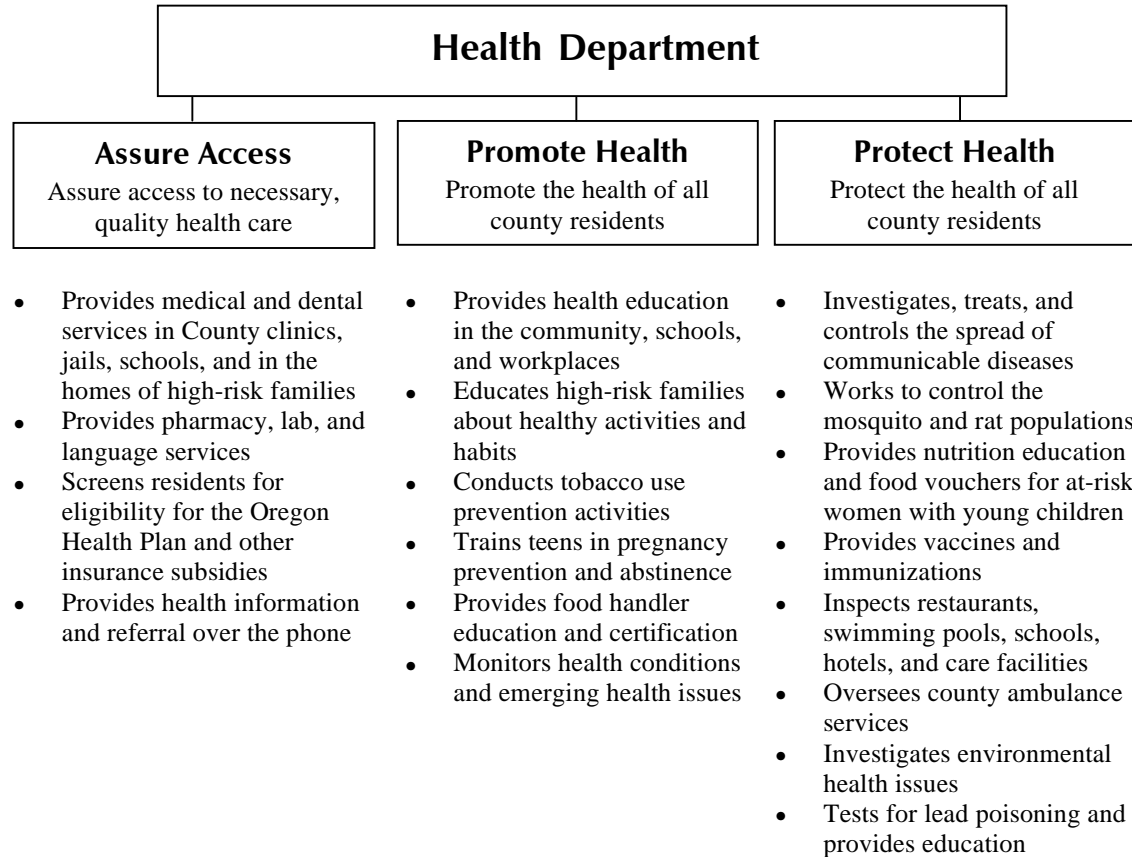 Health Department
Assure Access
Assure access to necessary,
quality health care
• Provides medical and dental
services in County clinics,
jails, schools, and in the
homes of high-risk families
• Provides pharmacy, lab, and
language services
• Screens residents for
eligibility for the Oregon
Health Plan and other
insurance subsidies
• Provides health information
and referral over the phone
Promote Health
Promote the health of all
county residents
• Provides health education
in the community, schools,
and workplaces
• Educates high-risk families
about healthy activities and
habits
• Conducts tobacco use
prevention activities
• Trains teens in pregnancy
prevention and abstinence
• Provides food handler
education and certification
• Monitors health conditions
and emerging health issues
Protect Health
Protect the health of all
county residents
• Investigates, treats, and
controls the spread of
communicable diseases
• Works to control the
mosquito and rat populations
• Provides nutrition education
and food vouchers for at-risk
women with young children
• Provides vaccines and
immunizations
• Inspects restaurants,
swimming pools, schools,
hotels, and care facilities
• Oversees county ambulance
services
• Investigates environmental
health issues
• Tests for lead poisoning and
provides education